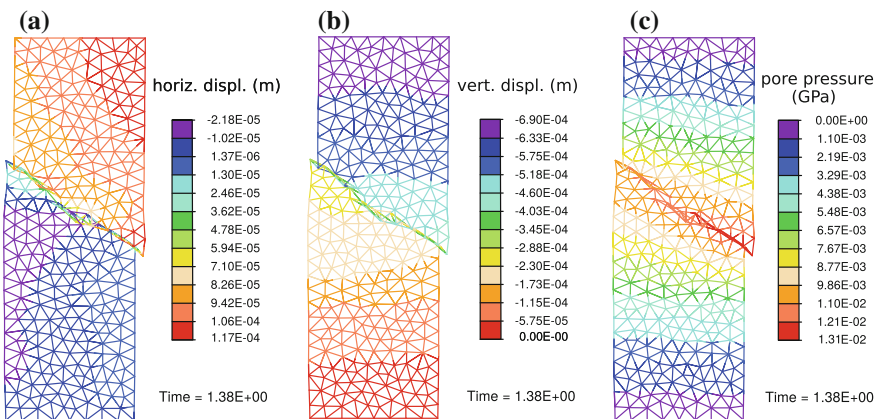 (a)
horiz. displ. (m)
-2.18E-05
-1.02E-05
1.37E-06
1.30E-05
2.46E-05
3.62E-05
4.78E-05
5.94E-05
7.10E-05
8.26E-05
9.42E-05
1.06E-04
1.17E-04
Time = 1.38E+00
(b)
vert. displ. (m)
-6.90E-04
-6.33E-04
-5.75E-04
-5.18E-04
-4.60E-04
-4.03E-04
-3.45E-04
-2.88E-04
-2.30E-04
-1.73E-04
-1.15E-04
-5.75E-05
0.00E-00
Time = 1.38E+00
(c)
pore pressure
(GPa)
0.00E+00
1.10E-03
2.19E-03
3.29E-03
4.38E-03
5.48E-03
6.57E-03
7.67E-03
8.77E-03
9.86E-03
1.10E-02
1.21E-02
1.31E-02
Time = 1.38E+00